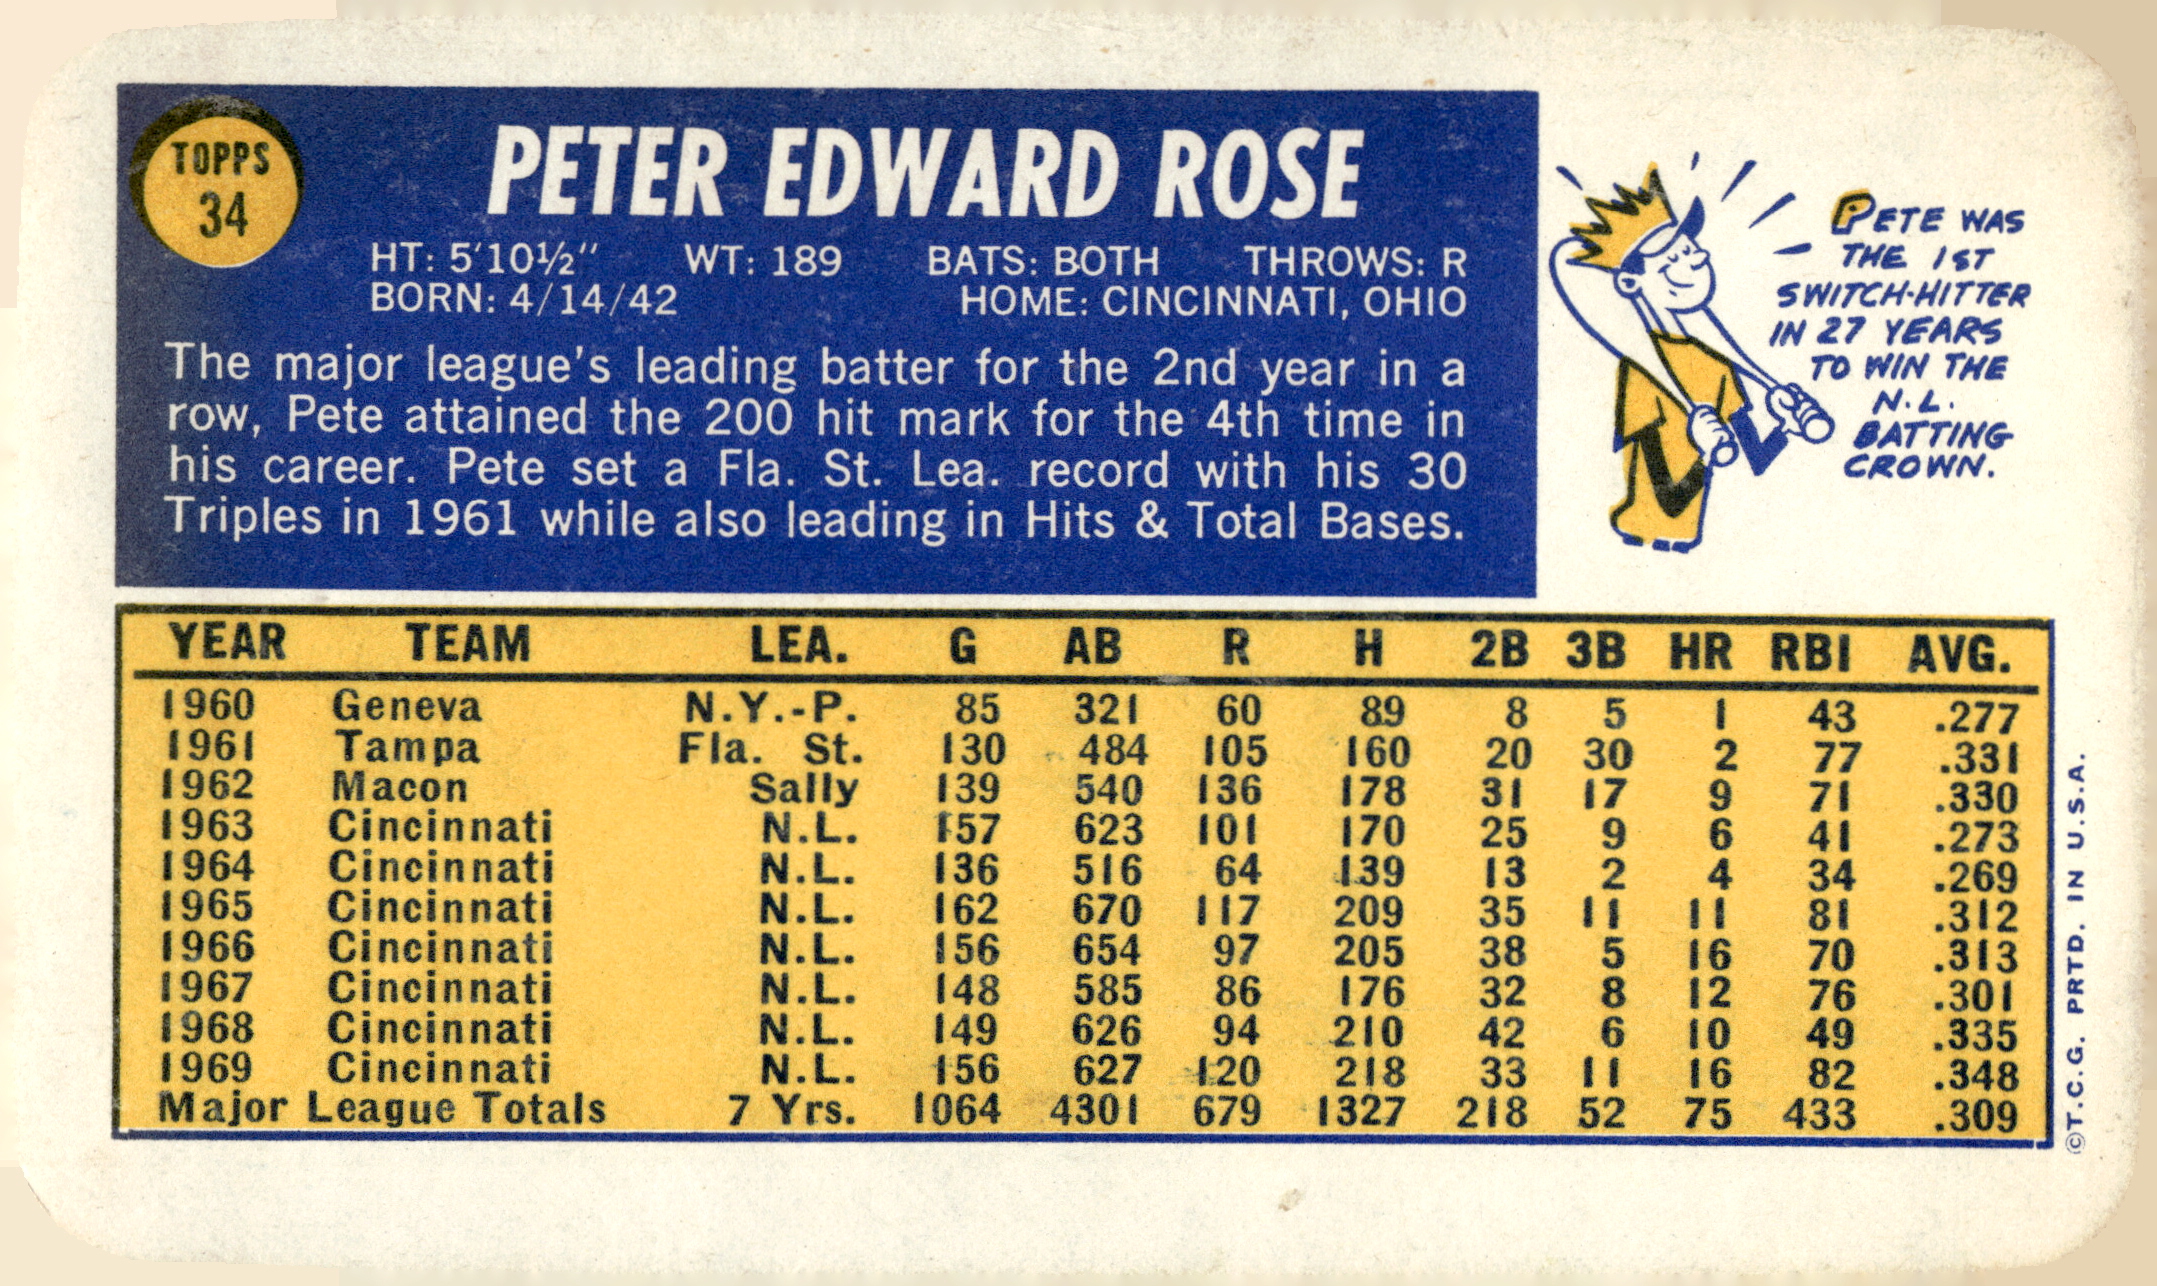 TOPPS
34
PETER EDWARD ROSE
HT: 5'10½" WT: 189 BATS: BOTH THROWS: R
BORN: 4/14/42 HOME: CINCINNATI, OHIO
The major league's leading batter for the 2nd year in a
row, Pete attained the 200 hit mark for the 4th time in
his career. Pete set a Fla. St. Lea. record with his 30
Triples in 1961 while also leading in Hits & Total Bases.
PETE WAS
THE 1ST
SWITCH-HITTER
IN 27 YEARS
TO WIN THE
N.L.
BATTING
CROWN.
YEAR TEAM LEA. G AB R H 2B 3B HR RBI AVG.
1960 Geneva N.Y.-P. 85 321 60 89 8 5 1 43 .277
1961 Tampa Fla. St. 130 484 105 160 20 30 2 77 .331
1962 Macon Sally 139 540 136 178 31 17 9 71 .330
1963 Cincinnati N.L. 157 623 101 170 25 9 6 41 .273
1964 Cincinnati N.L. 136 516 64 139 13 2 4 34 .269
1965 Cincinnati N.L. 162 670 117 209 35 11 11 81 .312
1966 Cincinnati N.L. 156 654 97 205 38 5 16 70 .313
1967 Cincinnati N.L. 148 585 86 176 32 8 12 76 .301
1968 Cincinnati N.L. 149 626 94 210 42 6 10 49 .335
1969 Cincinnati N.L. 156 627 120 218 33 11 16 82 .348
Major League Totals 7 Yrs. 1064 4301 679 1327 218 52 75 433 .309
©T.C.G. PRTD. IN U.S.A.